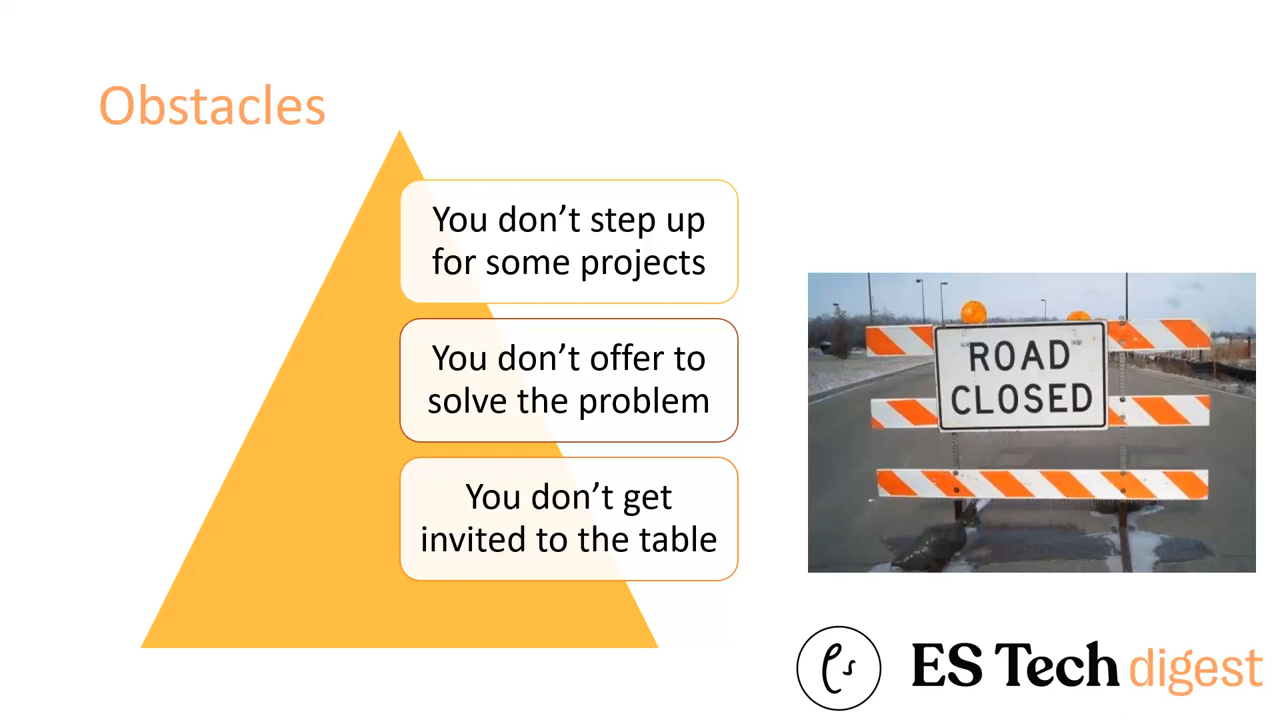 Obstacles
You don’t step up
for some projects
You don’t offer to
solve the problem
You don’t get
invited to the table
ROAD
CLOSED
es ES Tech digest